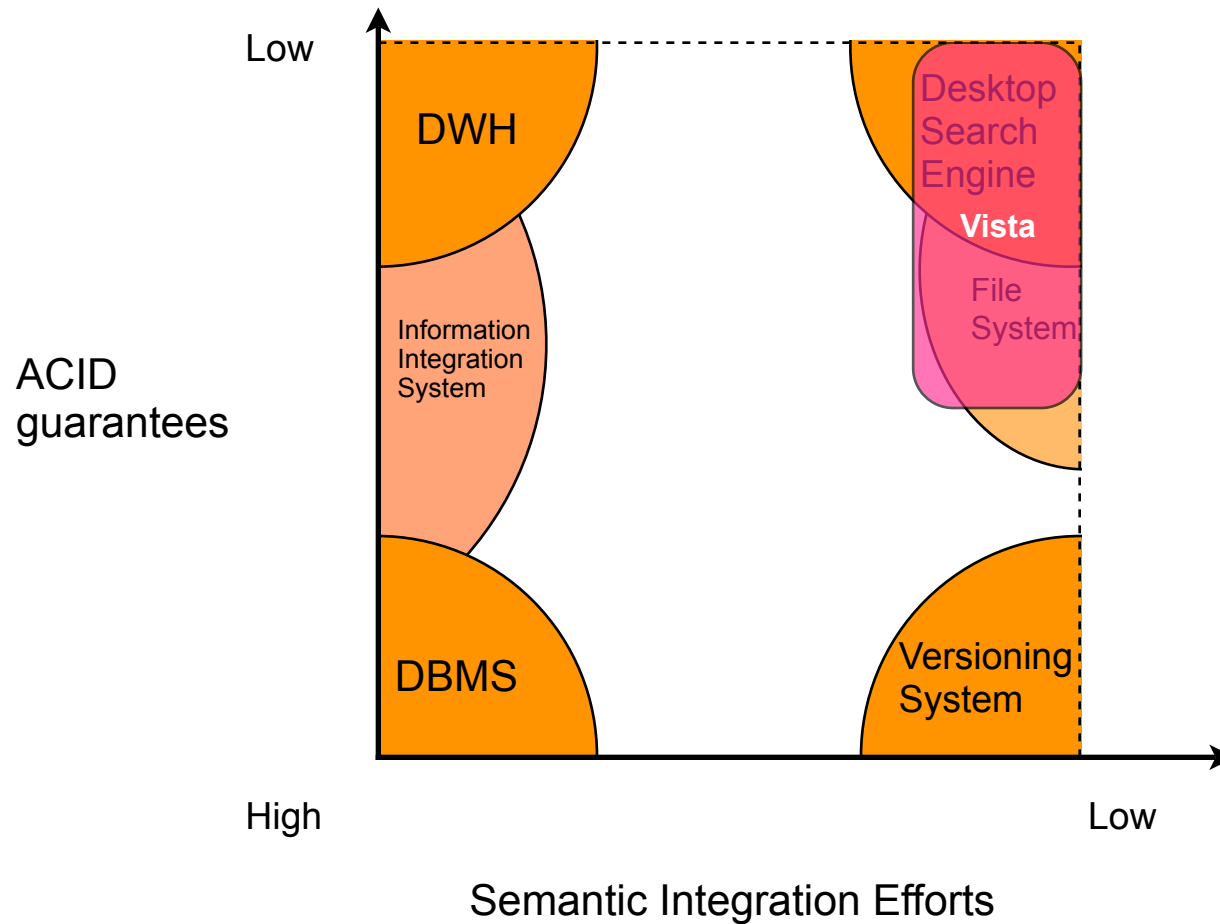 Low
DWH
Desktop
Search
Engine
Vista
File
System
Information
Integration
System
ACID
guarantees
DBMS
Versioning
System
High
Low
Semantic Integration Efforts